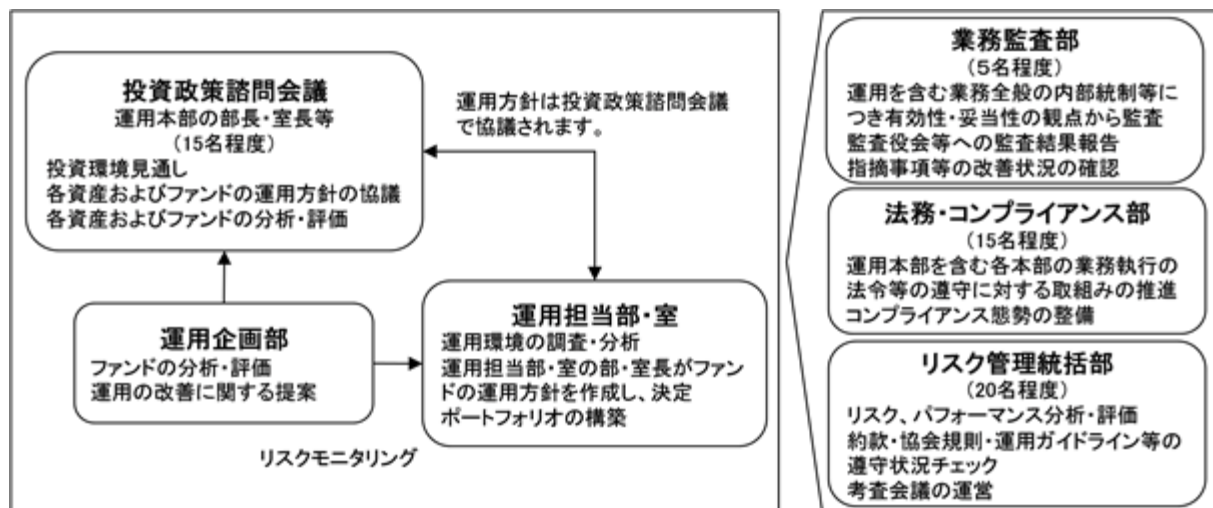 投資政策諮問会議
運用本部の部長・室長等
(15名程度)
投資環境見通し
各資産およびファンドの運用方針の協議
各資産およびファンドの分析・評価
運用方針は投資政策諮問会議
で協議されます。
運用企画部
ファンドの分析・評価
運用の改善に関する提案
運用担当部・室
運用環境の調査・分析
運用担当部・室の部・室長がファン
ドの運用方針を作成し、決定
ポートフォリオの構築
リスクモニタリング
業務監査部
(5名程度)
運用を含む業務全般の内部統制等に
つき有効性・妥当性の観点から監査
監査役会等への監査結果報告
指摘事項等の改善状況の確認
法務・コンプライアンス部
(15名程度)
運用本部を含む各本部の業務執行の
法令等の遵守に対する取組みの推進
コンプライアンス態勢の整備
リスク管理統括部
(20名程度)
リスク、パフォーマンス分析・評価
約款・協会規則・運用ガイドライン等の
遵守状況チェック
考査会議の運営